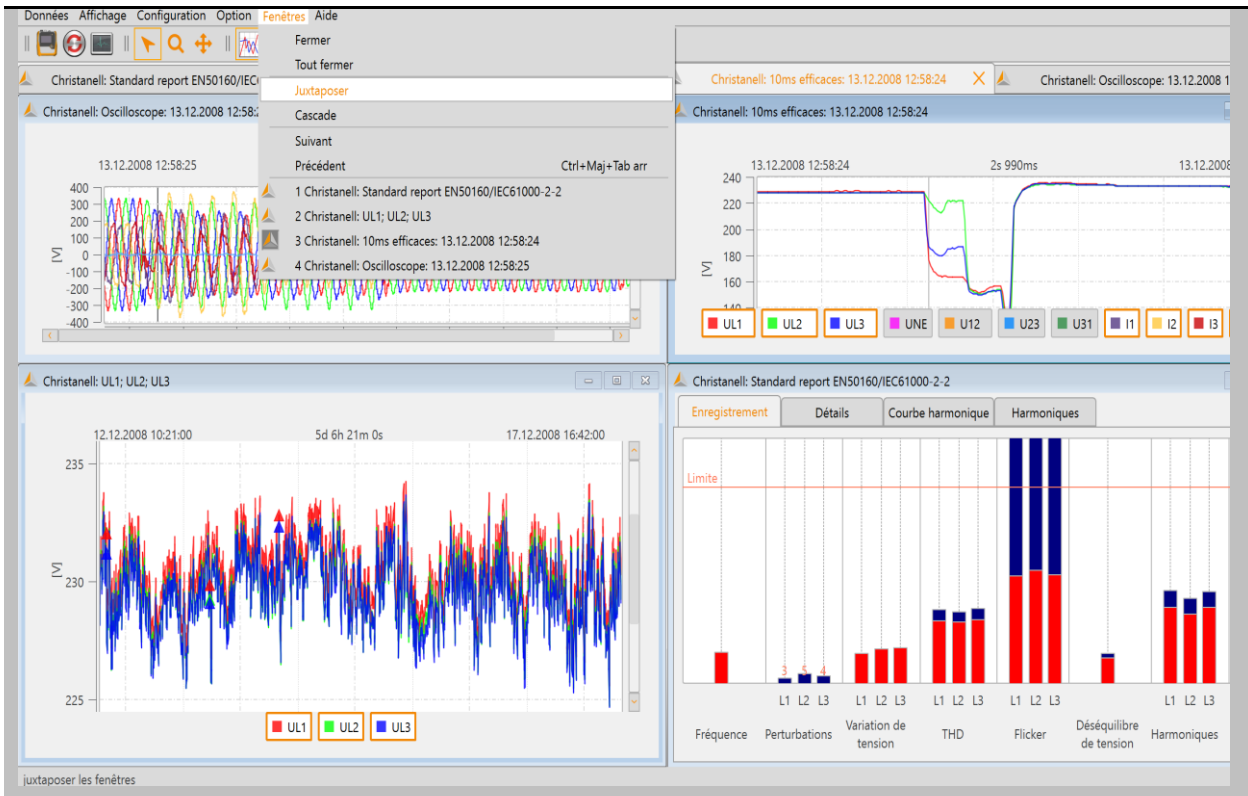 Données Affichage Configuration Option Fenêtres Aide
Fermer
Tout fermer
Juxtaposer
Cascade
Suivant
Précédent Ctrl+Maj+Tab arr
1 Christanell: Standard report EN50160/IEC61000-2-2
2 Christanell: UL1; UL2; UL3
3 Christanell: 10ms efficaces: 13.12.2008 12:58:24
4 Christanell: Oscilloscope: 13.12.2008 12:58:25
Christanell: Standard report EN50160/IEC
Christanell: 10ms efficaces: 13.12.2008 12:58:24
Christanell: Oscilloscope: 13.12.2008 1
Christanell: Oscilloscope: 13.12.2008 12:58:2
13.12.2008 12:58:25
400
300
200
100
0
-100
-200
-300
-400
[V]
Christanell: 10ms efficaces: 13.12.2008 12:58:24
13.12.2008 12:58:24 2s 990ms 13.12.2008
240
220
200
180
160
140
[V]
UL1 UL2 UL3 UNE U12 U23 U31 I1 I2 I3
Christanell: UL1; UL2; UL3
12.12.2008 10:21:00 5d 6h 21m 0s 17.12.2008 16:42:00
235
230
225
[V]
UL1 UL2 UL3
Christanell: Standard report EN50160/IEC61000-2-2
Enregistrement Détails Courbe harmonique Harmoniques
Limite
3 5 4
L1 L2 L3 L1 L2 L3 L1 L2 L3 L1 L2 L3 L1 L2 L3
Fréquence Perturbations Variation de tension THD Flicker Déséquilibre de tension Harmoniques
juxtaposer les fenêtres